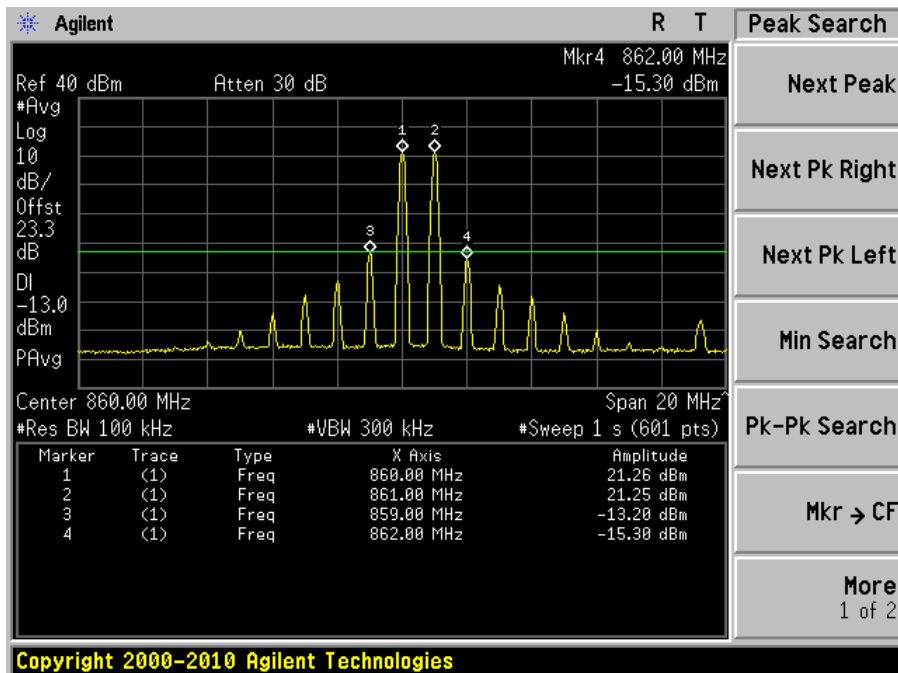 Agilent R T Peak Search
Mkr4 862.00 MHz
Ref 40 dBm Atten 30 dB -15.30 dBm
#Avg
Log
10
dB/
Offst
23.3
dB
DI
-13.0
dBm
PAvg
1 2
3
4
Center 860.00 MHz Span 20 MHz^
#Res BW 100 kHz #VBW 300 kHz #Sweep 1 s (601 pts)
Marker Trace Type X Axis Amplitude
1 (1) Freq 860.00 MHz 21.26 dBm
2 (1) Freq 861.00 MHz 21.25 dBm
3 (1) Freq 859.00 MHz -13.20 dBm
4 (1) Freq 862.00 MHz -15.30 dBm
Next Peak
Next Pk Right
Next Pk Left
Min Search
Pk-Pk Search
Mkr → CF
More
1 of 2
Copyright 2000-2010 Agilent Technologies